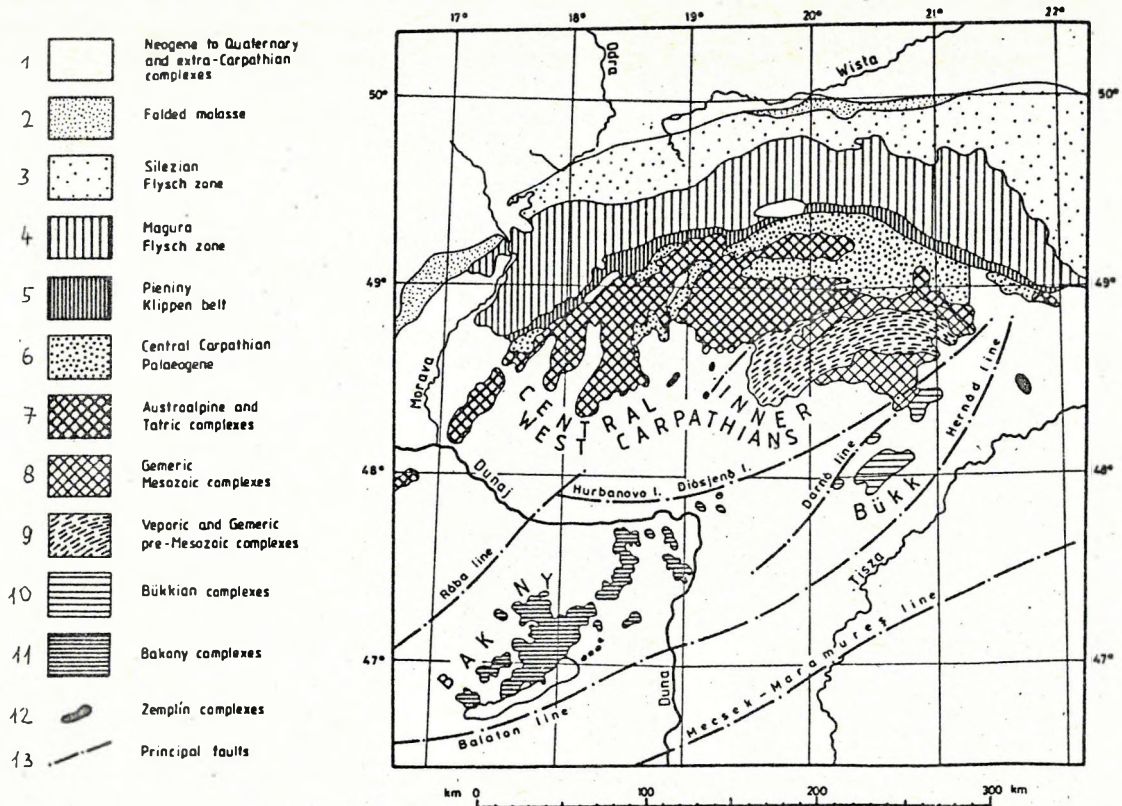 1 Neogene to Quaternary
and extra-Carpathian
complexes
2 Folded molasse
3 Silezian
Flysch zone
4 Magura
Flysch zone
5 Pieniny
Klippen belt
6 Central Carpathian
Palaeogene
7 Austroalpine and
Tatric complexes
8 Gemeric
Mesozoic complexes
9 Veporic and Gemeric
pre-Mesozoic complexes
10 Bükkian complexes
11 Bakony complexes
12 Zemplín complexes
13 Principal faults
17° 18° 19° 20° 21° 22°
Odra
Wista
50° 50°
49° 49°
Morava
CENTRAL INNER
WEST CARPATHIANS
Hernád line
48° 48°
Dunaj
Hurbanovo l. Diósjenő l.
Darnó line
BÜKK
Rába line
Tisza
BAKONY
47° 47°
Duna
Mecsek-Maramureş line
Balaton line
km 0 100 200 300 km